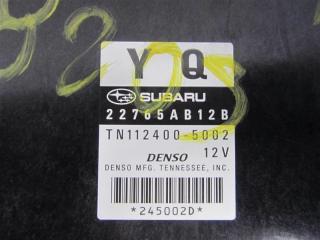 Y Q
SUBARU
22765AB12B
TN112400-5002
DENSO 12V
DENSO MFG. TENNESSEE, INC.
*245002D*